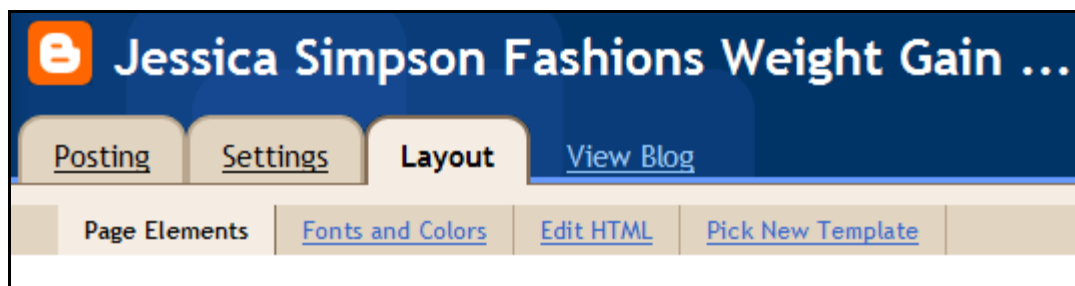 Jessica Simpson Fashions Weight Gain ...
Posting Settings Layout View Blog
Page Elements Fonts and Colors Edit HTML Pick New Template